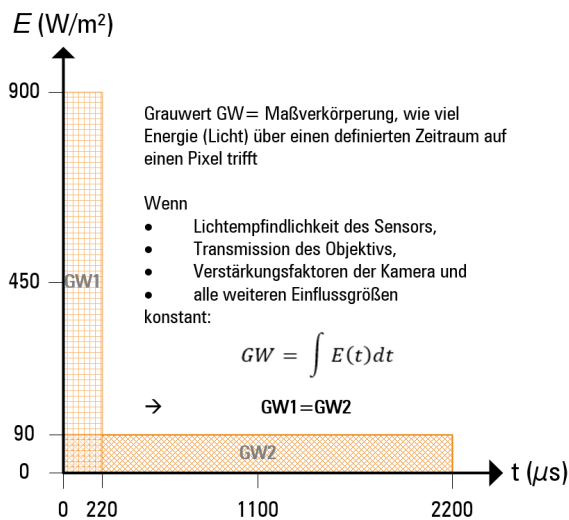 E (W/m²)
900
Grauwert GW= Maßverkörperung, wie viel
Energie (Licht) über einen definierten Zeitraum auf
einen Pixel trifft
Wenn
• Lichtempfindlichkeit des Sensors,
• Transmission des Objektivs,
• Verstärkungsfaktoren der Kamera und
450 GW1 • alle weiteren Einflussgrößen
konstant:
GW = ∫ E(t)dt
→ GW1=GW2
90
GW2
0 t (μs)
0 220 1100 2200